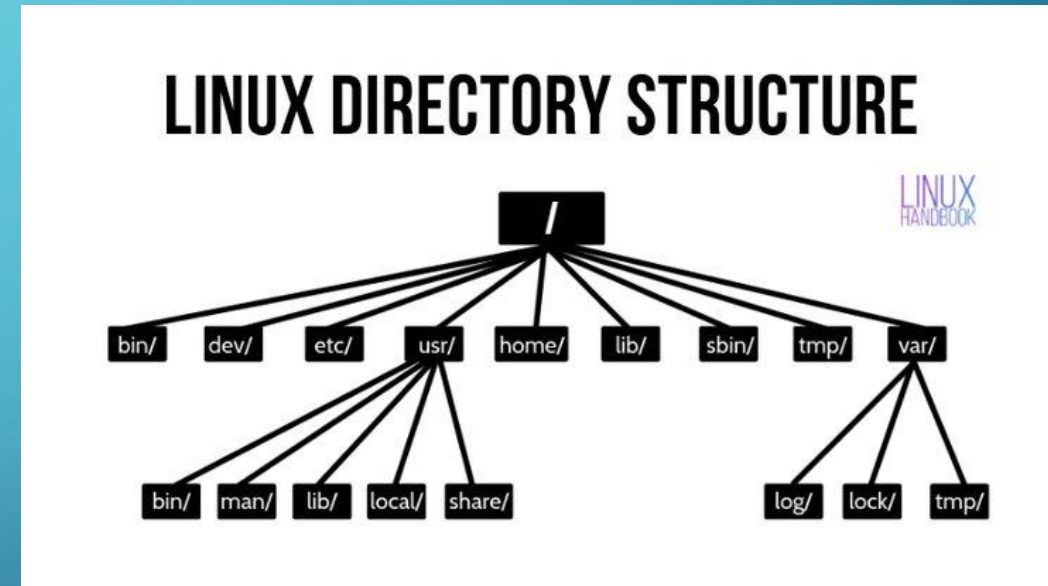 LINUX DIRECTORY STRUCTURE
LINUX
HANDBOOK
/
bin/ dev/ etc/ usr/ home/ lib/ sbin/ tmp/ var/
bin/ man/ lib/ local/ share/ log/ lock/ tmp/